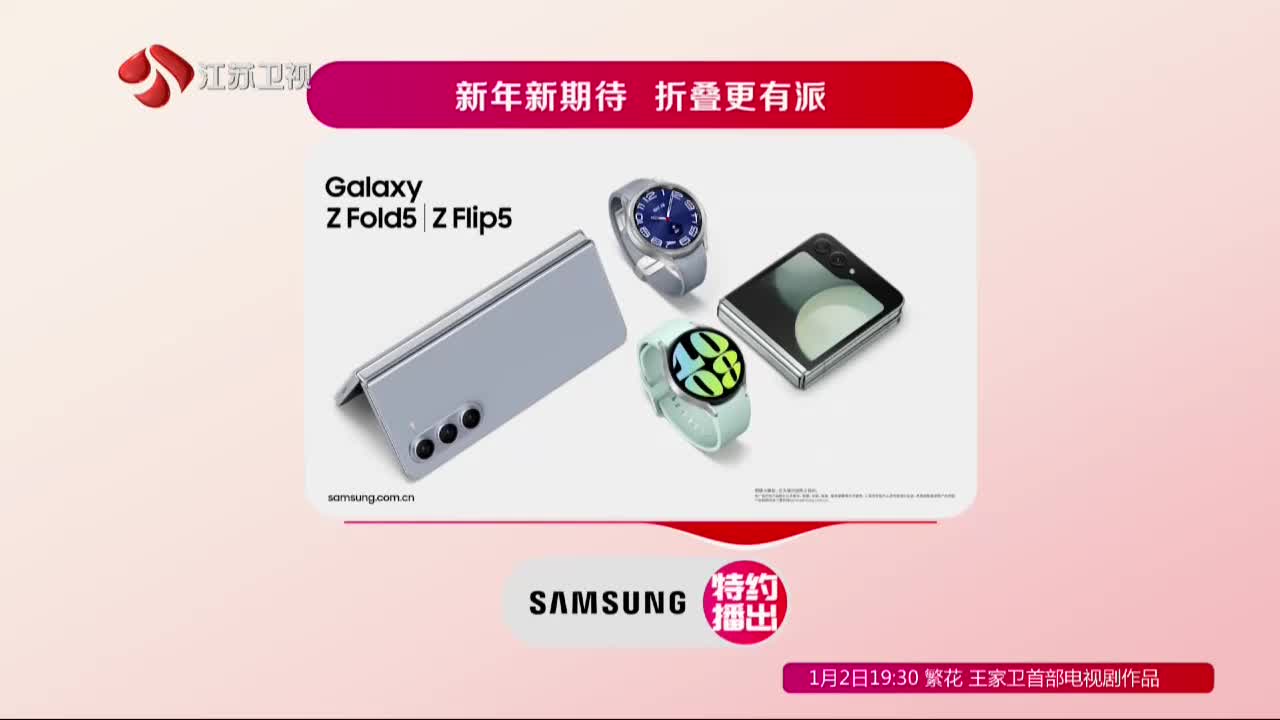 江苏卫视
新年新期待 折叠更有派
Galaxy
Z Fold5 | Z Flip5
10
08
samsung.com.cn
SAMSUNG
特约
播出
1月2日19:30 繁花 王家卫首部电视剧作品